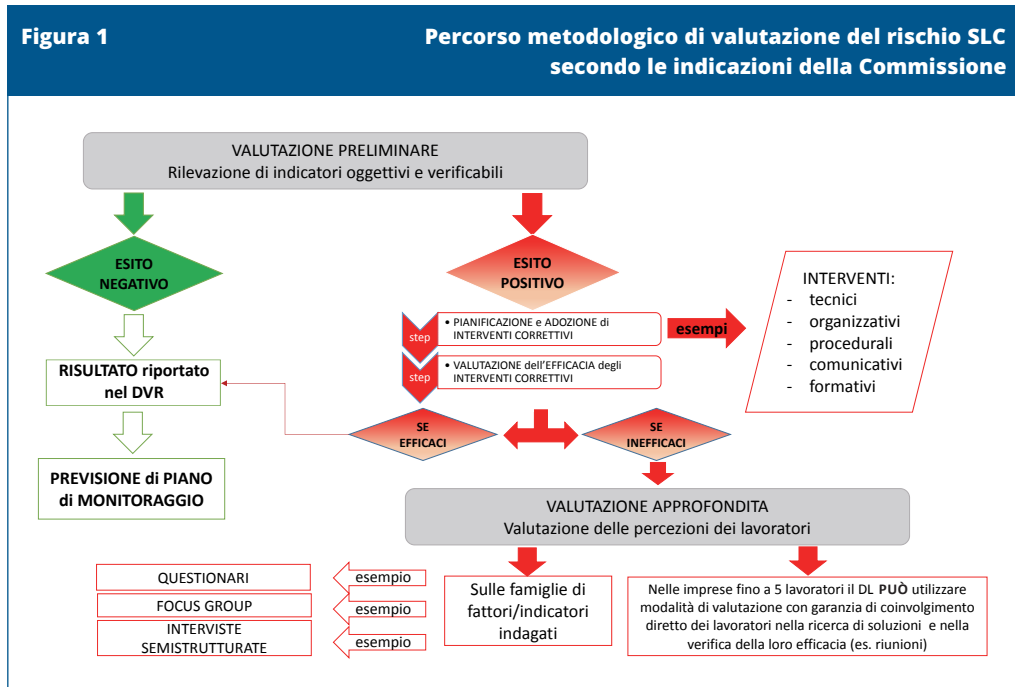 Figura 1
Percorso metodologico di valutazione del rischio SLC
secondo le indicazioni della Commissione
VALUTAZIONE PRELIMINARE
Rilevazione di indicatori oggettivi e verificabili
ESITO
NEGATIVO
ESITO
POSITIVO
INTERVENTI:
- tecnici
- organizzativi
- procedurali
- comunicativi
- formativi
step
• PIANIFICAZIONE e ADOZIONE di
INTERVENTI CORRETTIVI
esempi
step
• VALUTAZIONE dell'EFFICACIA degli
INTERVENTI CORRETTIVI
RISULTATO riportato
nel DVR
SE
EFFICACI
SE
INEFFICACI
PREVISIONE di PIANO
di MONITORAGGIO
VALUTAZIONE APPROFONDITA
Valutazione delle percezioni dei lavoratori
QUESTIONARI
esempio
FOCUS GROUP
esempio
INTERVISTE
SEMISTRUTTURATE
esempio
Sulle famiglie di
fattori/indicatori
indagati
Nelle imprese fino a 5 lavoratori il DL PUÒ utilizzare
modalità di valutazione con garanzia di coinvolgimento
diretto dei lavoratori nella ricerca di soluzioni e nella
verifica della loro efficacia (es. riunioni)